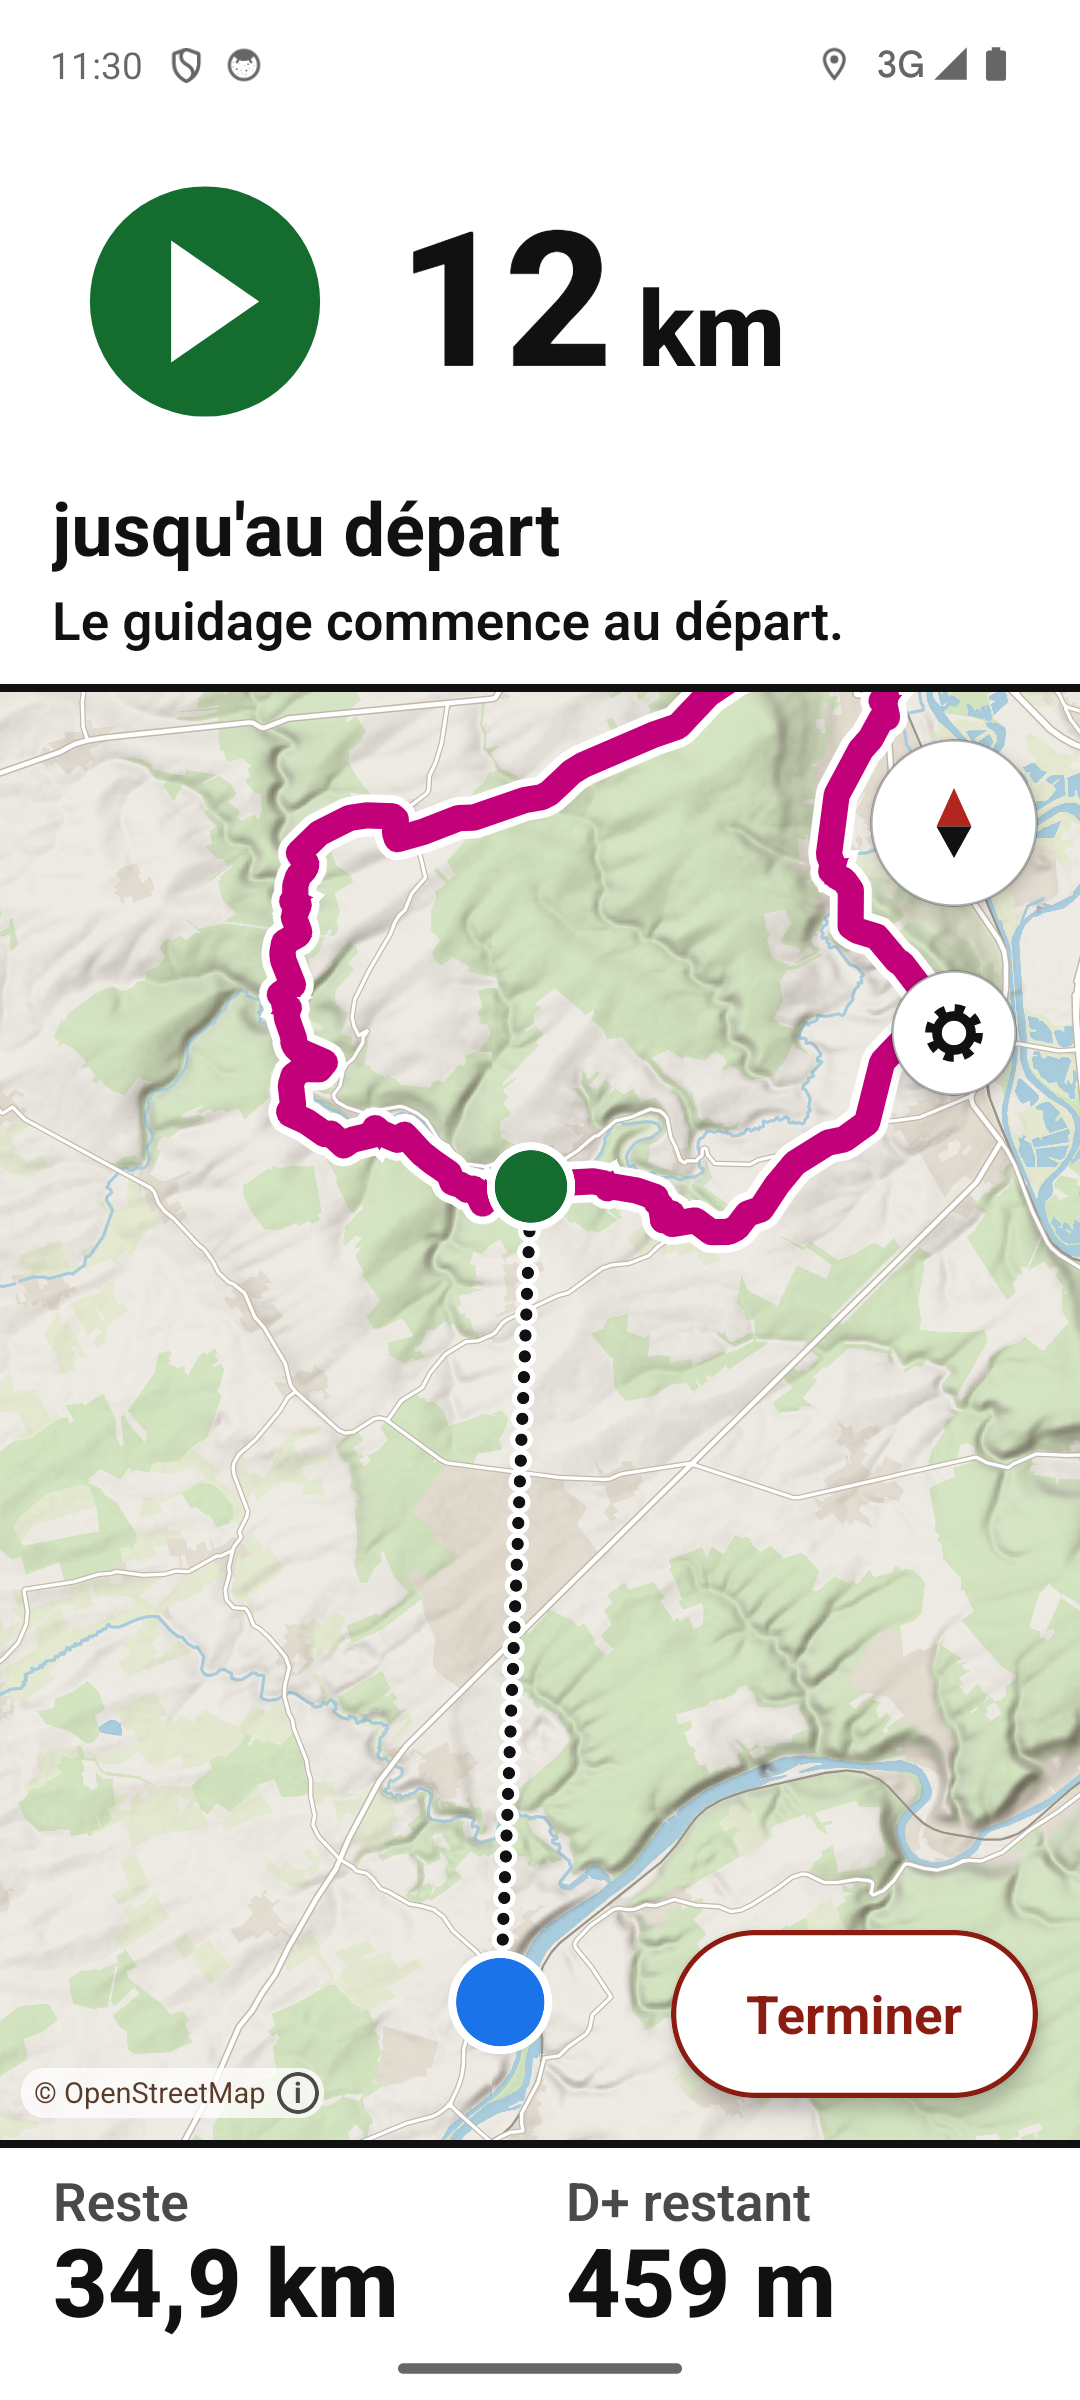 11:30
3G
12 km
jusqu'au départ
Le guidage commence au départ.
Terminer
© OpenStreetMap i
Reste
D+ restant
34,9 km
459 m